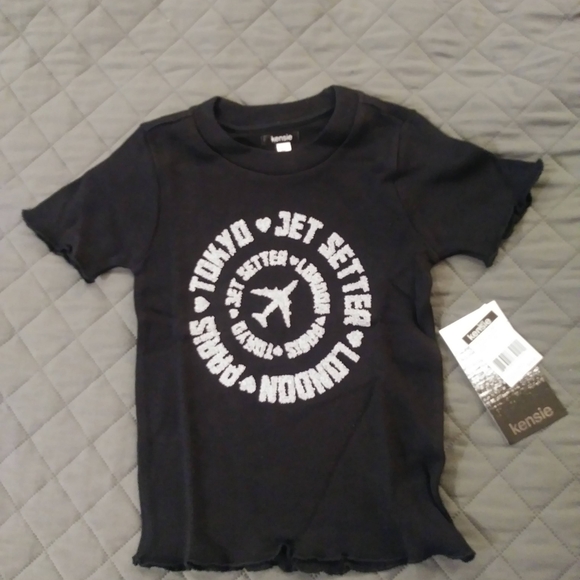 kensie
TOKYO ♥ JET SETTER ♥ LONDON ♥ PARIS ♥
JET SETTER ♥ LONDON ♥ PARIS ♥ TOKYO ♥
kensie
kensie